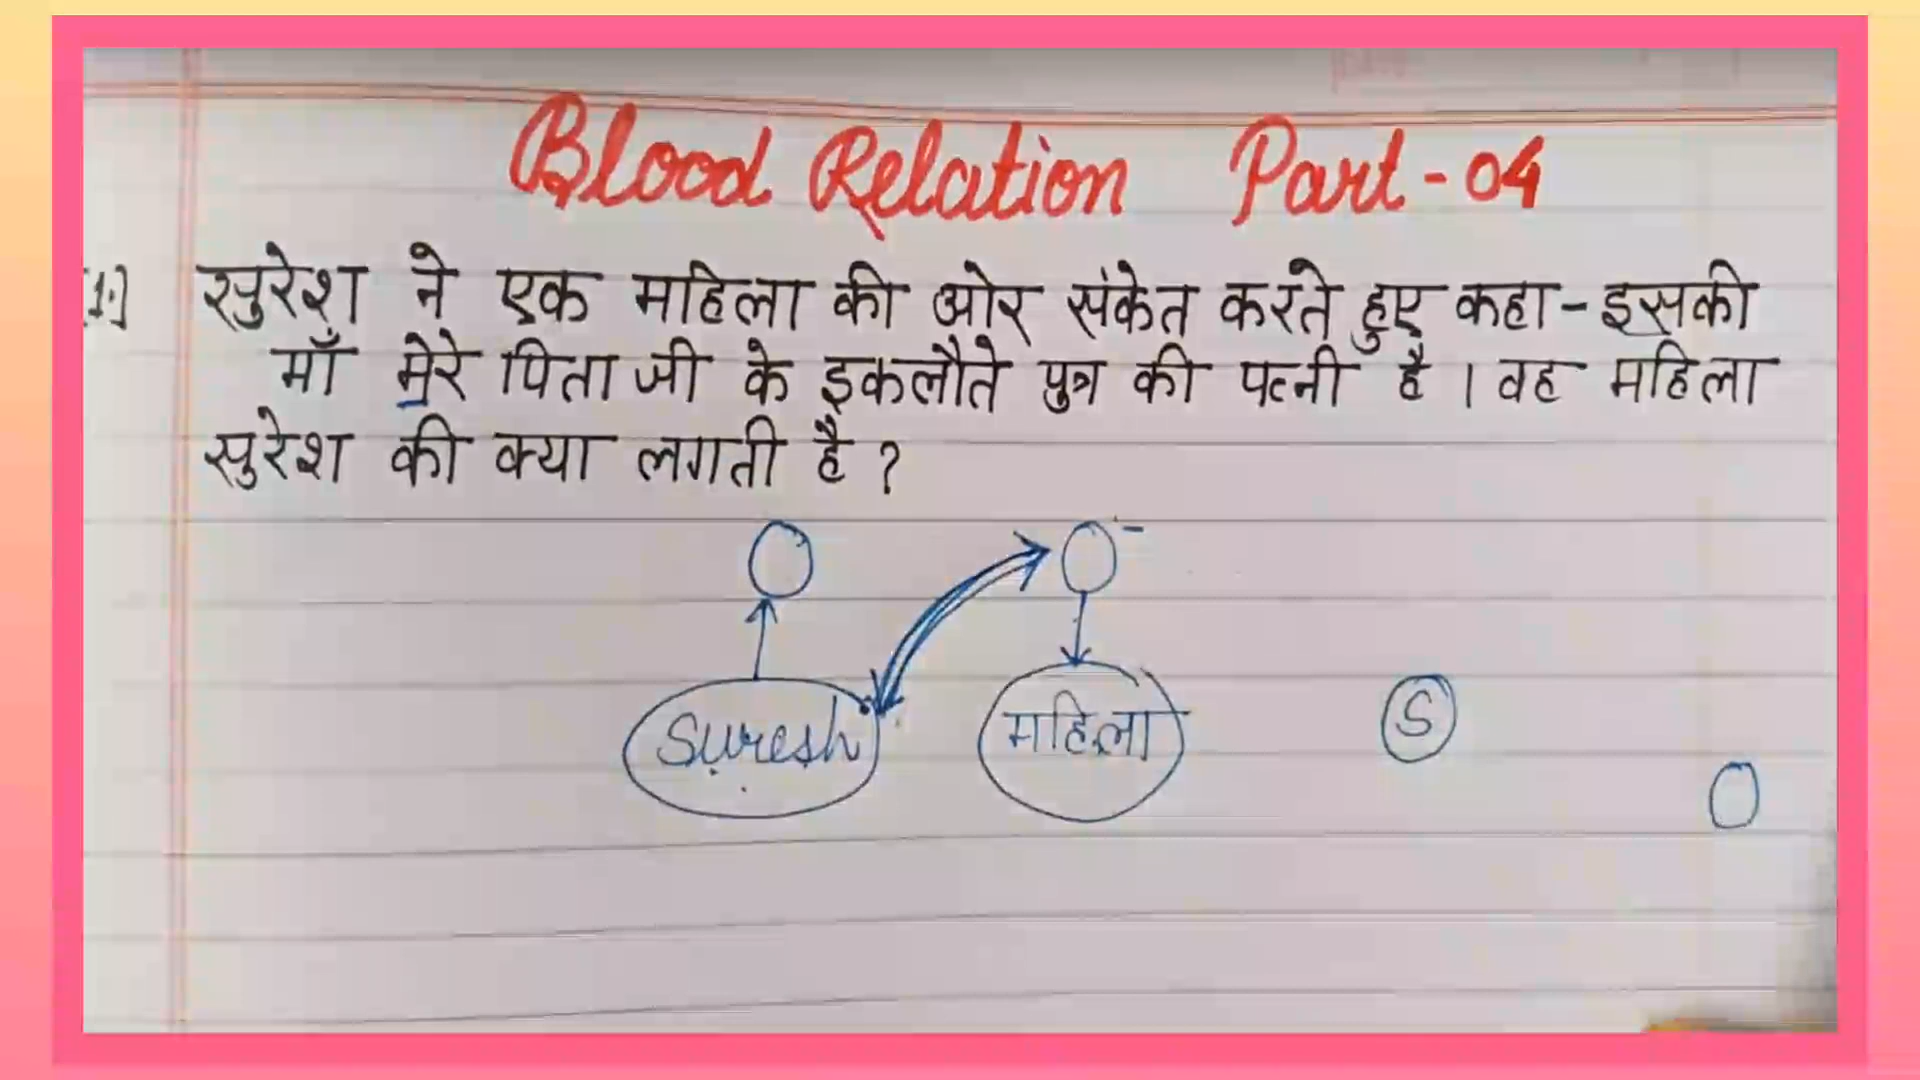 Blood Relation Part-04
[1.] सुरेश ने एक महिला की ओर संकेत करते हुए कहा-इसकी
माँ मेरे पिता जी के इकलौते पुत्र की पत्नी है। वह महिला
सुरेश की क्या लगती है?
Suresh महिला S